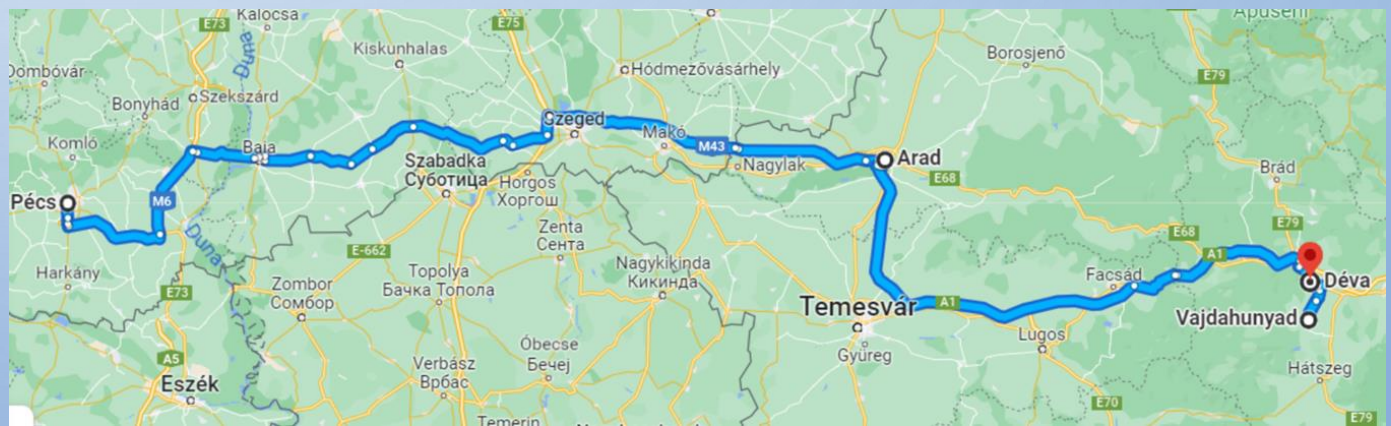 E73
Kalocsa
E75
Apuseni
Duna
Kiskunhalas
Borosjenő
Dombóvár
Hódmezővásárhely
E79
Bonyhád
Szekszárd
Komló
Baja
Szeged
Makó
M43
Nagylak
Arad
Szabadka
Суботица
E68
Brád
Horgos
Хоргош
Pécs
M6
E79
Duna
Zenta
Сента
E68
E-662
A1
Harkány
Topolya
Бачка Топола
Nagykikinda
Кикинда
Facsád
Déva
Zombor
Сомбор
E73
Temesvár
A1
Vajdahunyad
Lugos
Gyüreg
Óbecse
Бечеј
A5
Verbász
Врбас
Hátszeg
Eszék
E70
Temerin
E79